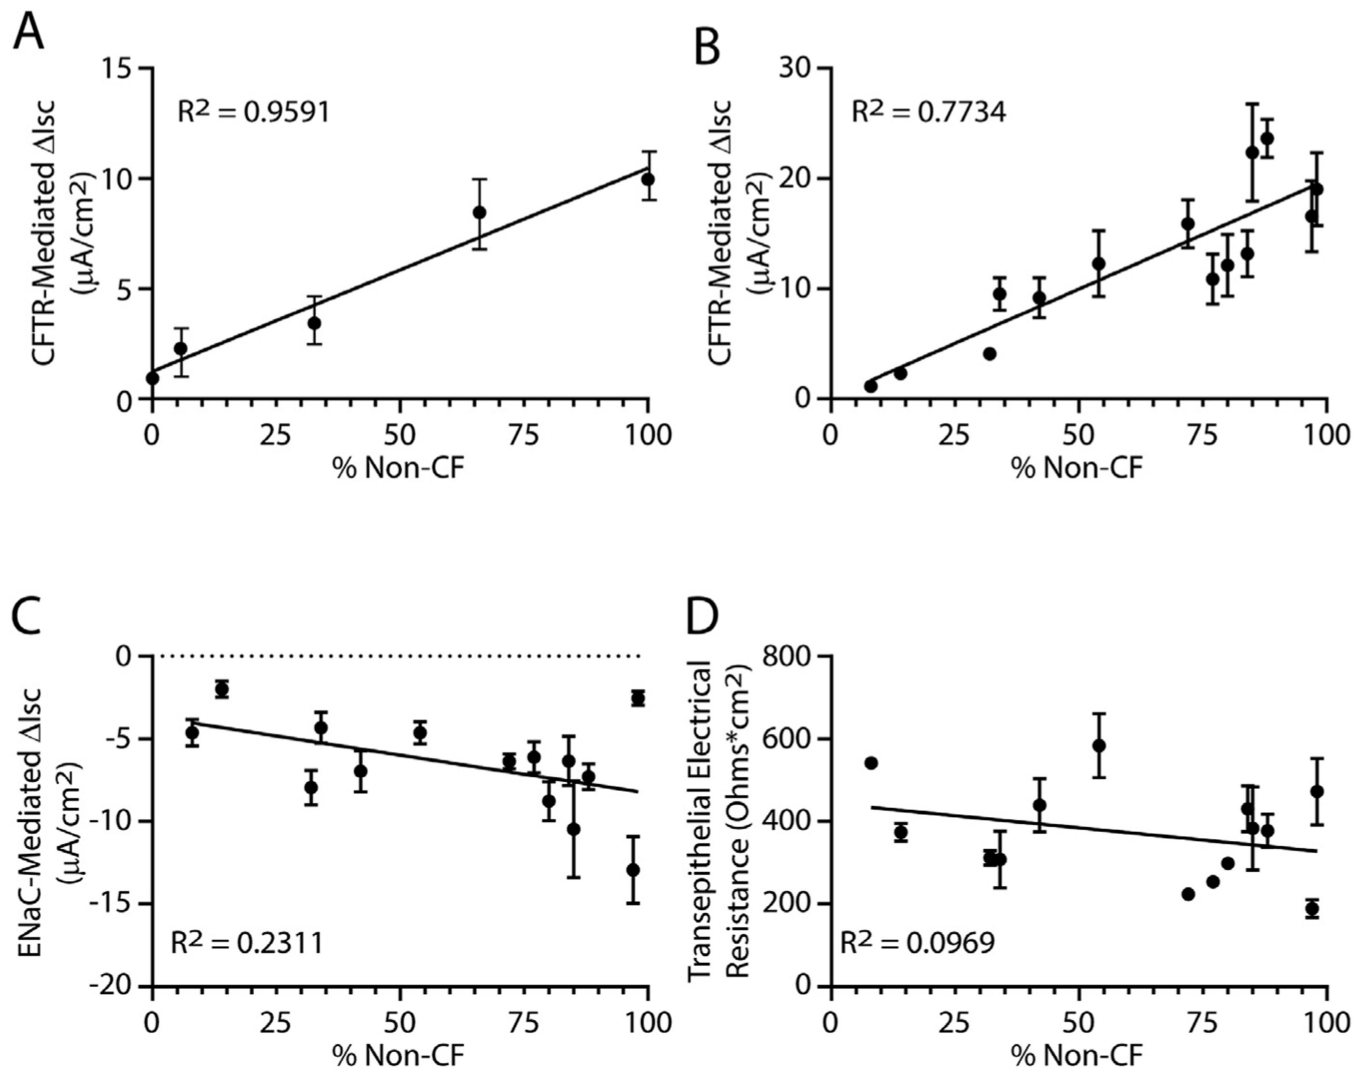 A
CFTR-Mediated ΔIsc
(µA/cm²)
15
10
5
0
R² = 0.9591
0 25 50 75 100
% Non-CF
B
CFTR-Mediated ΔIsc
(µA/cm²)
30
20
10
0
R² = 0.7734
0 25 50 75 100
% Non-CF
C
ENaC-Mediated ΔIsc
(µA/cm²)
0
-5
-10
-15
-20
R² = 0.2311
0 25 50 75 100
% Non-CF
D
Transepithelial Electrical
Resistance (Ohms*cm²)
800
600
400
200
0
R² = 0.0969
0 25 50 75 100
% Non-CF